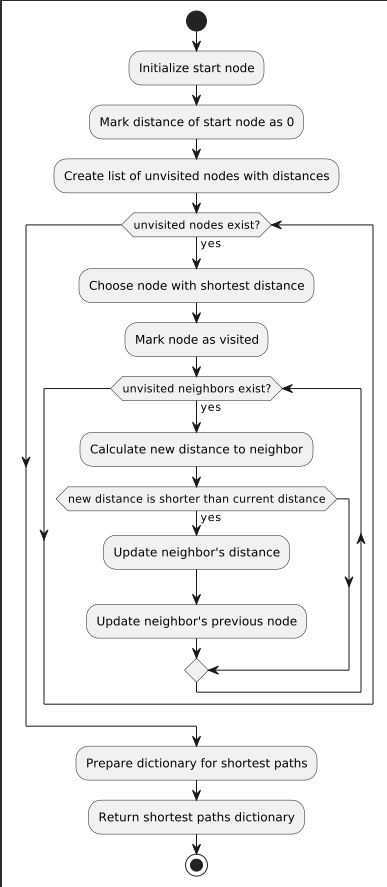 Initialize start node
Mark distance of start node as 0
Create list of unvisited nodes with distances
unvisited nodes exist?
yes
Choose node with shortest distance
Mark node as visited
unvisited neighbors exist?
yes
Calculate new distance to neighbor
new distance is shorter than current distance
yes
Update neighbor's distance
Update neighbor's previous node
Prepare dictionary for shortest paths
Return shortest paths dictionary